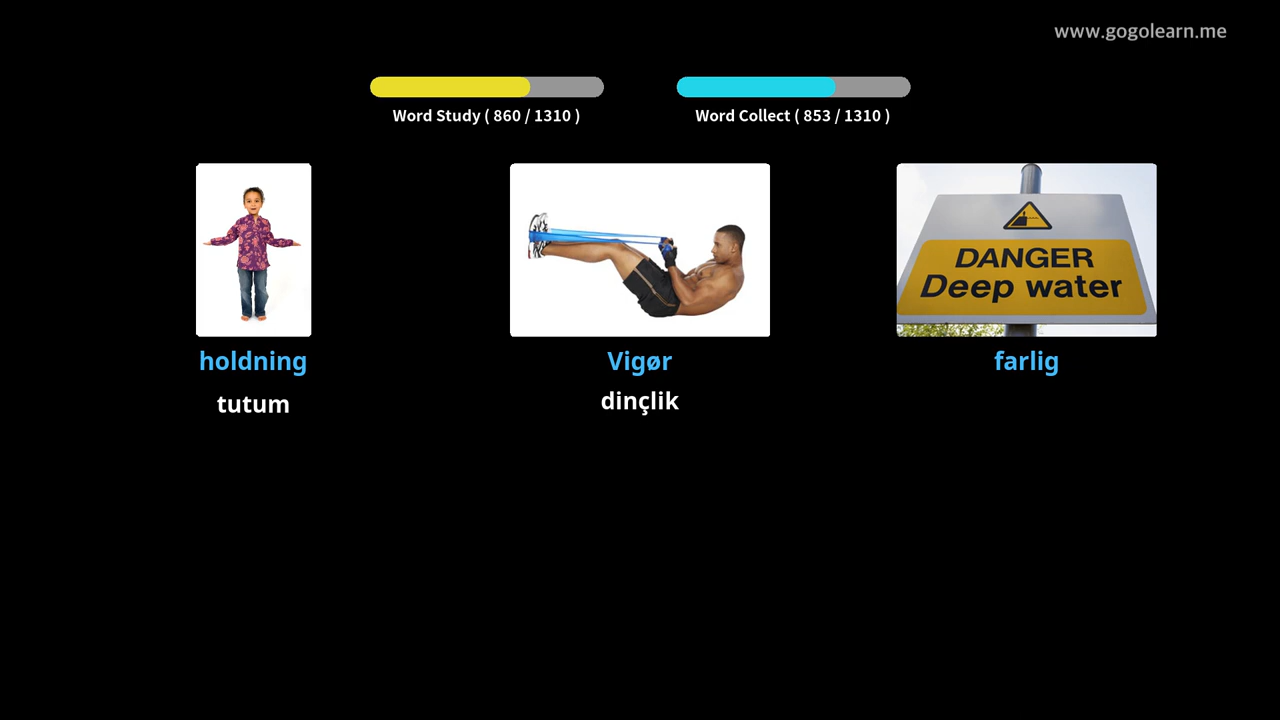 www.gogolearn.me
Word Study ( 860 / 1310 )
Word Collect ( 853 / 1310 )
DANGER
Deep water
holdning
Vigør
farlig
tutum
dinçlik